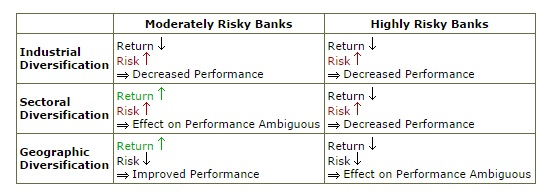 Moderately Risky Banks
Highly Risky Banks
Industrial
Diversification
Return ↓
Risk ↑
⇒ Decreased Performance
Return ↓
Risk ↑
⇒ Decreased Performance
Sectoral
Diversification
Return ↑
Risk ↑
⇒ Effect on Performance Ambiguous
Return ↓
Risk ↑
⇒ Decreased Performance
Geographic
Diversification
Return ↑
Risk ↓
⇒ Improved Performance
Return ↓
Risk ↓
⇒ Effect on Performance Ambiguous